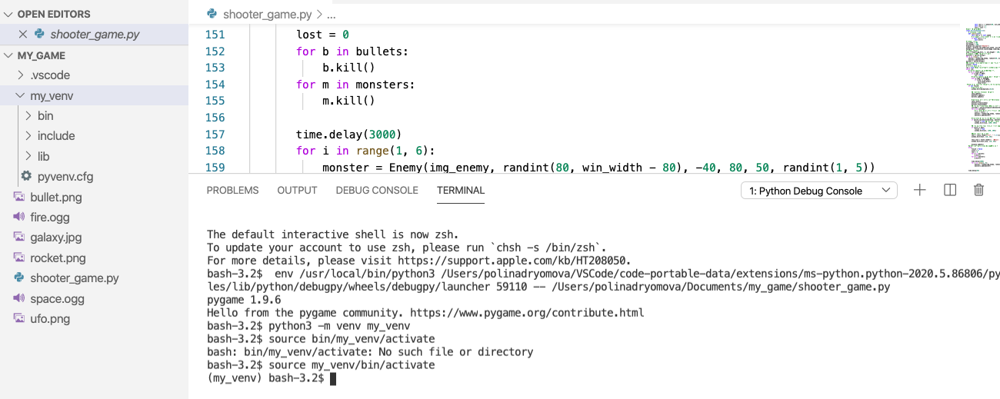 OPEN EDITORS
shooter_game.py
MY_GAME
.vscode
my_venv
bin
include
lib
pyvenv.cfg
bullet.png
fire.ogg
galaxy.jpg
rocket.png
shooter_game.py
space.ogg
ufo.png
shooter_game.py > ...
151 lost = 0
152 for b in bullets:
153 b.kill()
154 for m in monsters:
155 m.kill()
156
157 time.delay(3000)
158 for i in range(1, 6):
159 monster = Enemy(img_enemy, randint(80, win_width - 80), -40, 80, 50, randint(1, 5))
PROBLEMS OUTPUT DEBUG CONSOLE TERMINAL 1: Python Debug Console
The default interactive shell is now zsh.
To update your account to use zsh, please run `chsh -s /bin/zsh`.
For more details, please visit https://support.apple.com/kb/HT208050.
bash-3.2$ env /usr/local/bin/python3 /Users/polinadryomova/VSCode/code-portable-data/extensions/ms-python.python-2020.5.86806/py
les/lib/python/debugpy/wheels/debugpy/launcher 59110 -- /Users/polinadryomova/Documents/my_game/shooter_game.py
pygame 1.9.6
Hello from the pygame community. https://www.pygame.org/contribute.html
bash-3.2$ python3 -m venv my_venv
bash-3.2$ source bin/my_venv/activate
bash: bin/my_venv/activate: No such file or directory
bash-3.2$ source my_venv/bin/activate
(my_venv) bash-3.2$